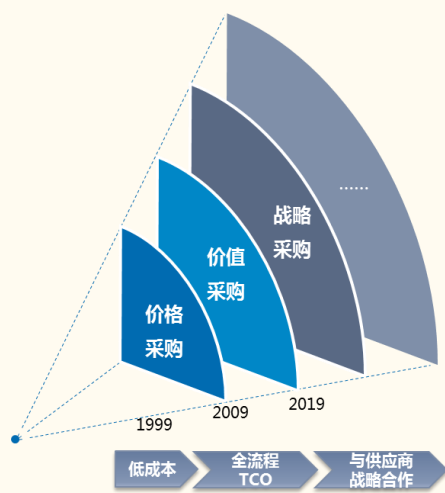 ……
战略
采购
价值
采购
价格
采购
1999
2009
2019
低成本
全流程
TCO
与供应商
战略合作